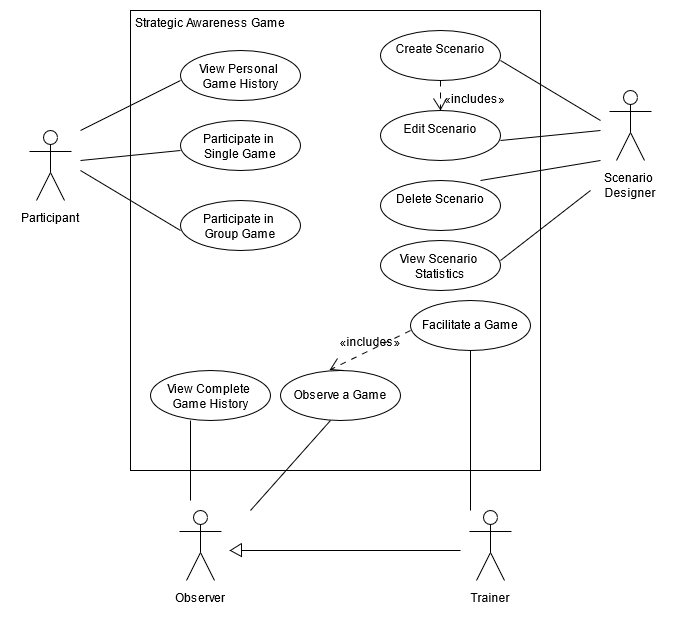 Strategic Awareness Game
View Personal
Game History
Participate in
Single Game
Participate in
Group Game
Create Scenario
«includes»
Edit Scenario
Delete Scenario
View Scenario
Statistics
Participant
Scenario
Designer
Facilitate a Game
«includes»
View Complete
Game History
Observe a Game
Observer
Trainer